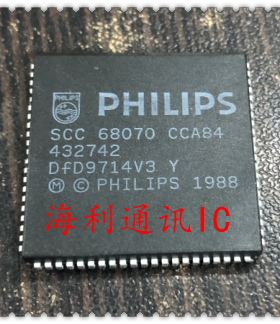 PHILIPS
SCC 68070 CCA84
432742
DfD9714V3 Y
Ⓜ © PHILIPS 1988
海利通讯IC